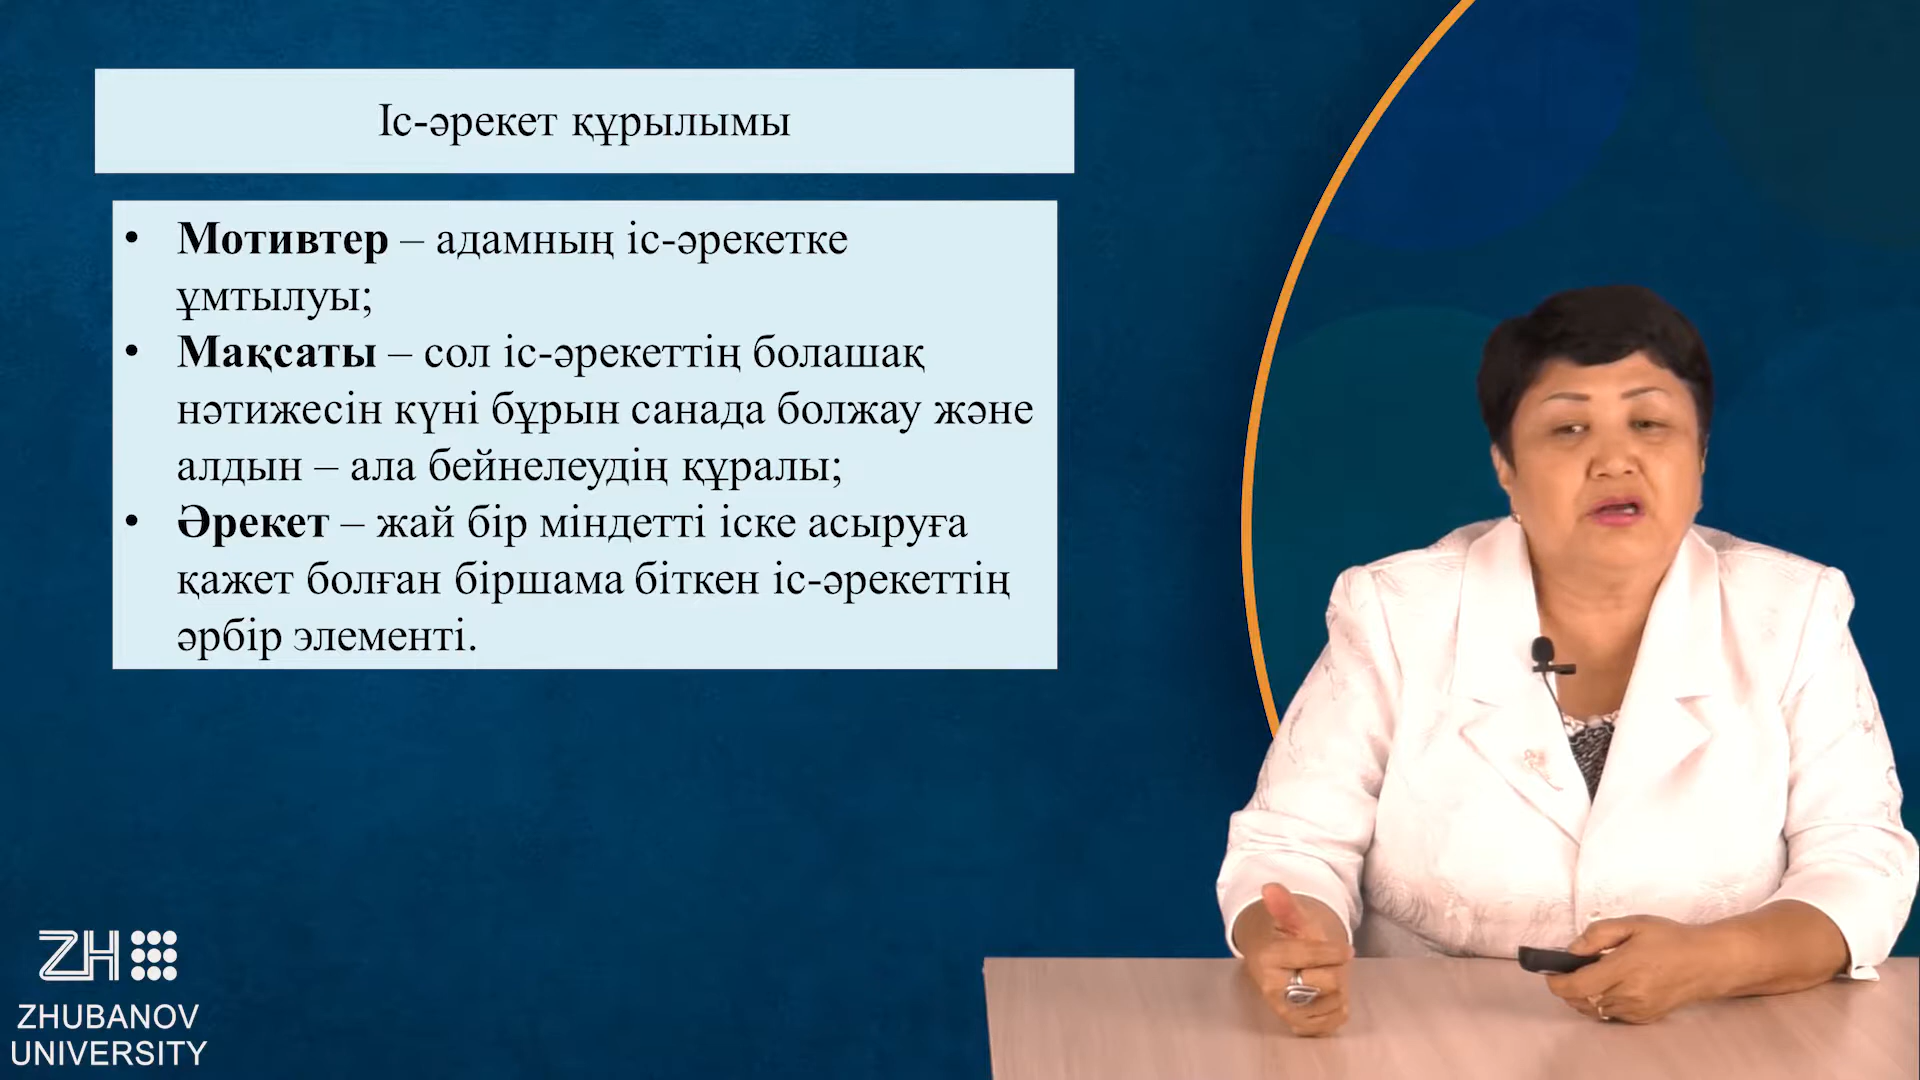 Іс-әрекет құрылымы
• Мотивтер – адамның іс-әрекетке
ұмтылуы;
• Мақсаты – сол іс-әрекеттің болашақ
нәтижесін күні бұрын санада болжау және
алдын – ала бейнелеудің құралы;
• Әрекет – жай бір міндетті іске асыруға
қажет болған біршама біткен іс-әрекеттің
әрбір элементі.
ZH
ZHUBANOV
UNIVERSITY